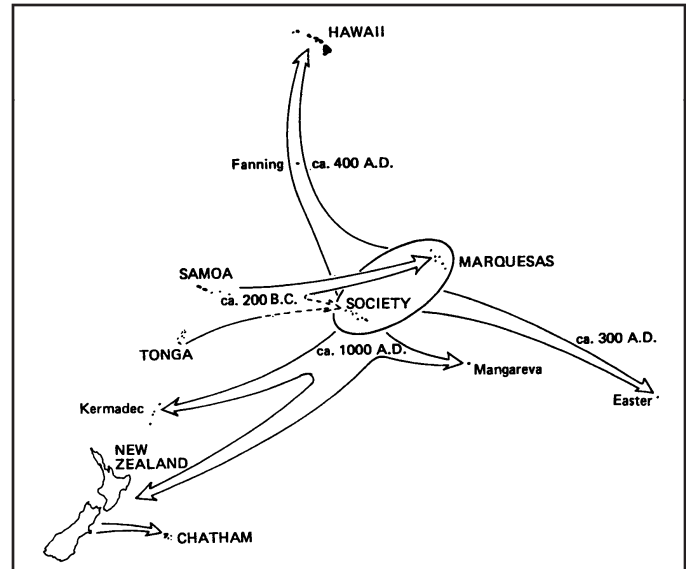 HAWAII
Fanning
ca. 400 A.D.
MARQUESAS
SAMOA
ca. 200 B.C.
SOCIETY
TONGA
ca. 1000 A.D.
ca. 300 A.D.
Mangareva
Easter
Kermadec
NEW
ZEALAND
CHATHAM